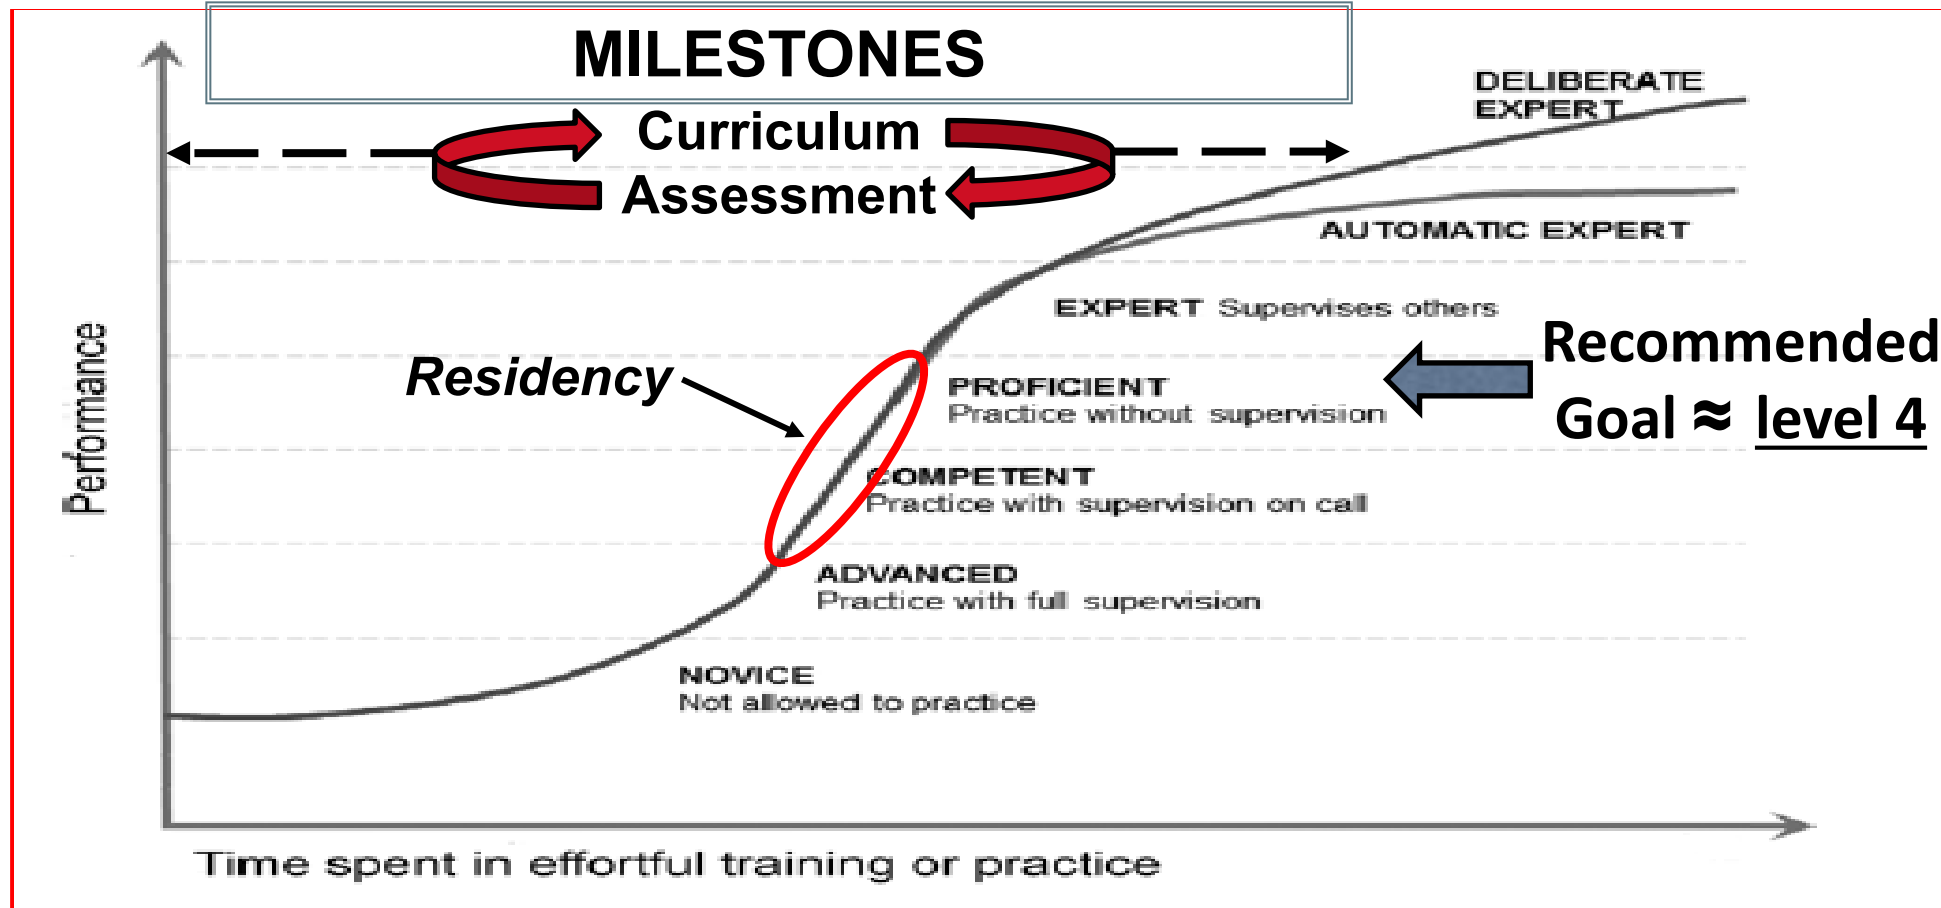 MILESTONES
Curriculum
Assessment
DELIBERATE
EXPERT
AUTOMATIC EXPERT
EXPERT Supervises others
Recommended
Goal ≈ level 4
Residency
PROFICIENT
Practice without supervision
COMPETENT
Practice with supervision on call
ADVANCED
Practice with full supervision
NOVICE
Not allowed to practice
Performance
Time spent in effortful training or practice